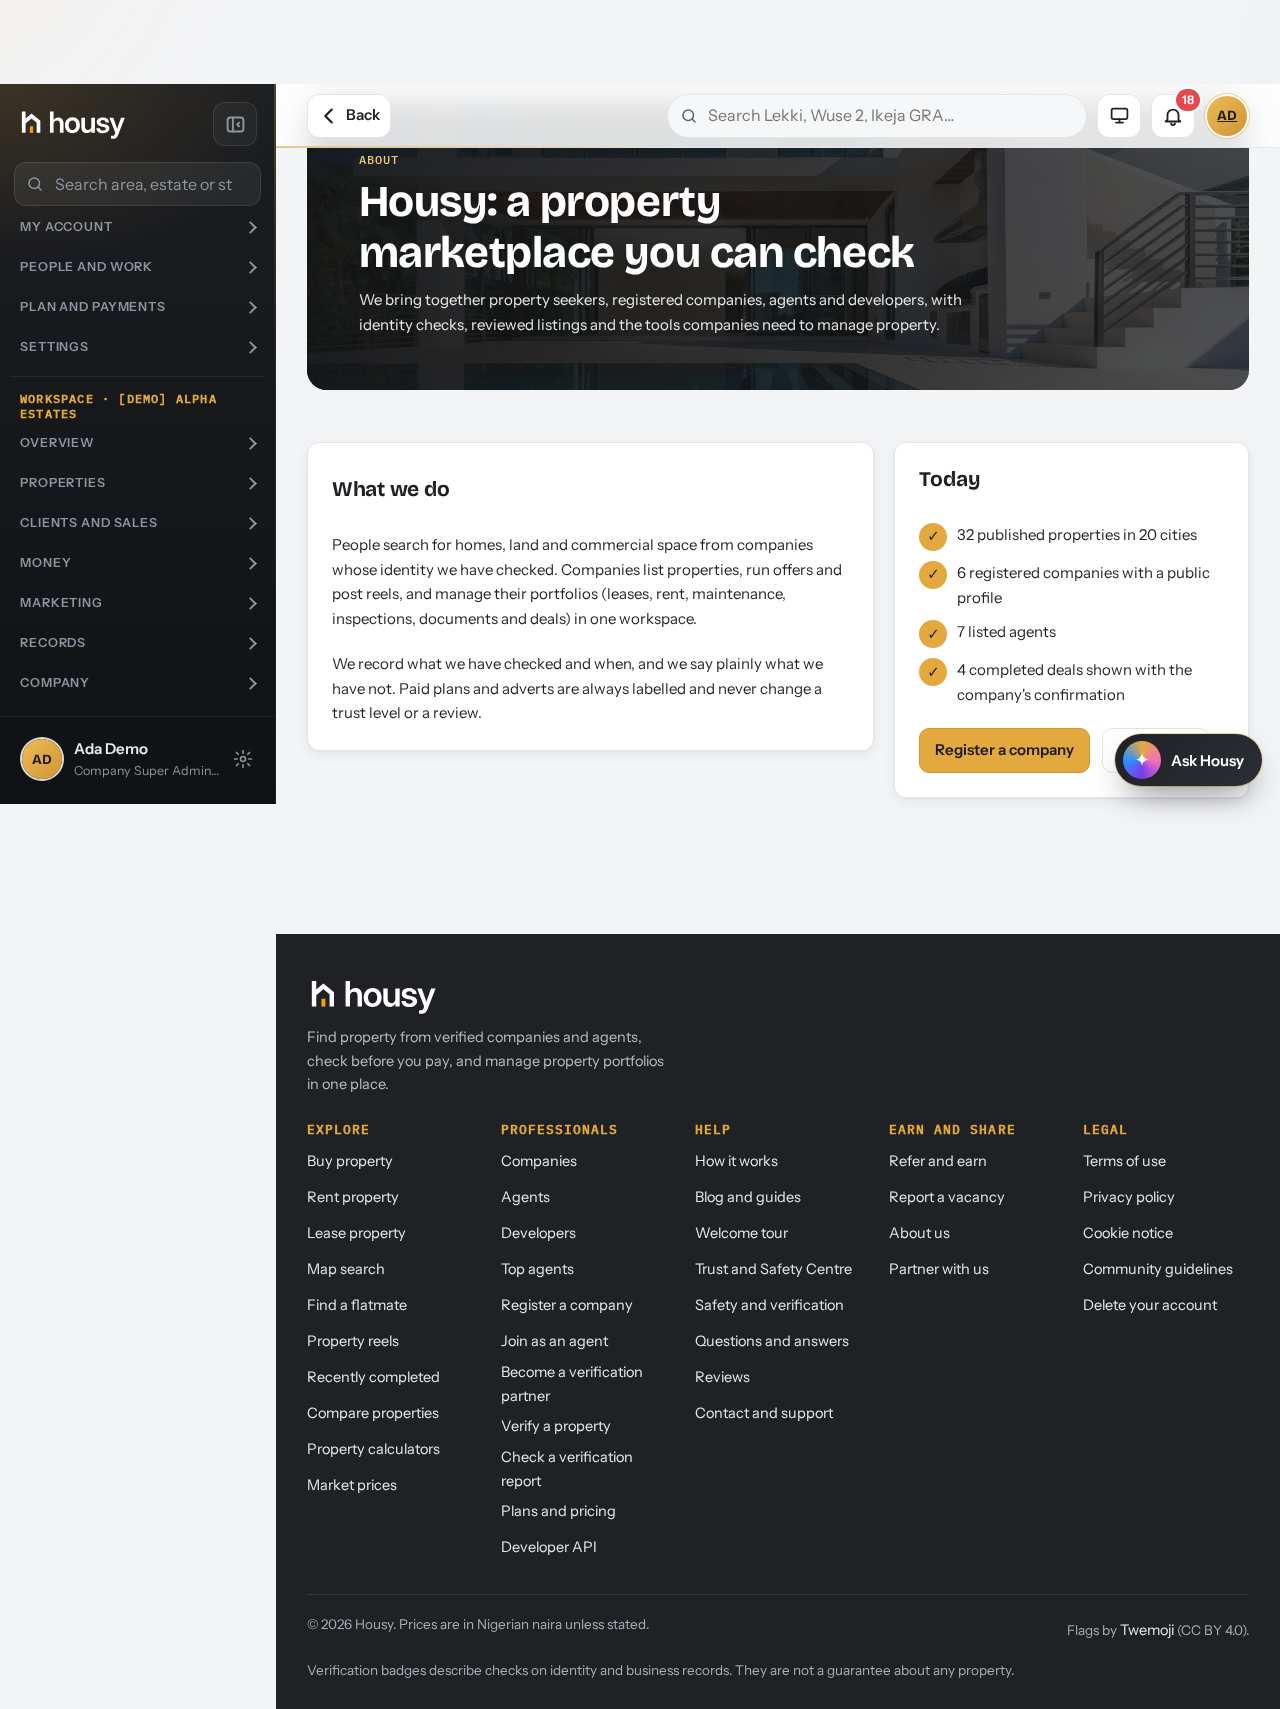 housy
Search area, estate or st
MY ACCOUNT
PEOPLE AND WORK
PLAN AND PAYMENTS
SETTINGS
WORKSPACE · [DEMO] ALPHA
ESTATES
OVERVIEW
PROPERTIES
CLIENTS AND SALES
MONEY
MARKETING
RECORDS
COMPANY
AD
Ada Demo
Company Super Admin...
Back
Search Lekki, Wuse 2, Ikeja GRA...
18
AD
ABOUT
Housy: a property
marketplace you can check
We bring together property seekers, registered companies, agents and developers, with
identity checks, reviewed listings and the tools companies need to manage property.
What we do
People search for homes, land and commercial space from companies
whose identity we have checked. Companies list properties, run offers and
post reels, and manage their portfolios (leases, rent, maintenance,
inspections, documents and deals) in one workspace.
We record what we have checked and when, and we say plainly what we
have not. Paid plans and adverts are always labelled and never change a
trust level or a review.
Today
✓ 32 published properties in 20 cities
✓ 6 registered companies with a public
profile
✓ 7 listed agents
✓ 4 completed deals shown with the
company's confirmation
Register a company
Ask Housy
housy
Find property from verified companies and agents,
check before you pay, and manage property portfolios
in one place.
EXPLORE
Buy property
Rent property
Lease property
Map search
Find a flatmate
Property reels
Recently completed
Compare properties
Property calculators
Market prices
PROFESSIONALS
Companies
Agents
Developers
Top agents
Register a company
Join as an agent
Become a verification
partner
Verify a property
Check a verification
report
Plans and pricing
Developer API
HELP
How it works
Blog and guides
Welcome tour
Trust and Safety Centre
Safety and verification
Questions and answers
Reviews
Contact and support
EARN AND SHARE
Refer and earn
Report a vacancy
About us
Partner with us
LEGAL
Terms of use
Privacy policy
Cookie notice
Community guidelines
Delete your account
© 2026 Housy. Prices are in Nigerian naira unless stated.
Flags by Twemoji (CC BY 4.0).
Verification badges describe checks on identity and business records. They are not a guarantee about any property.